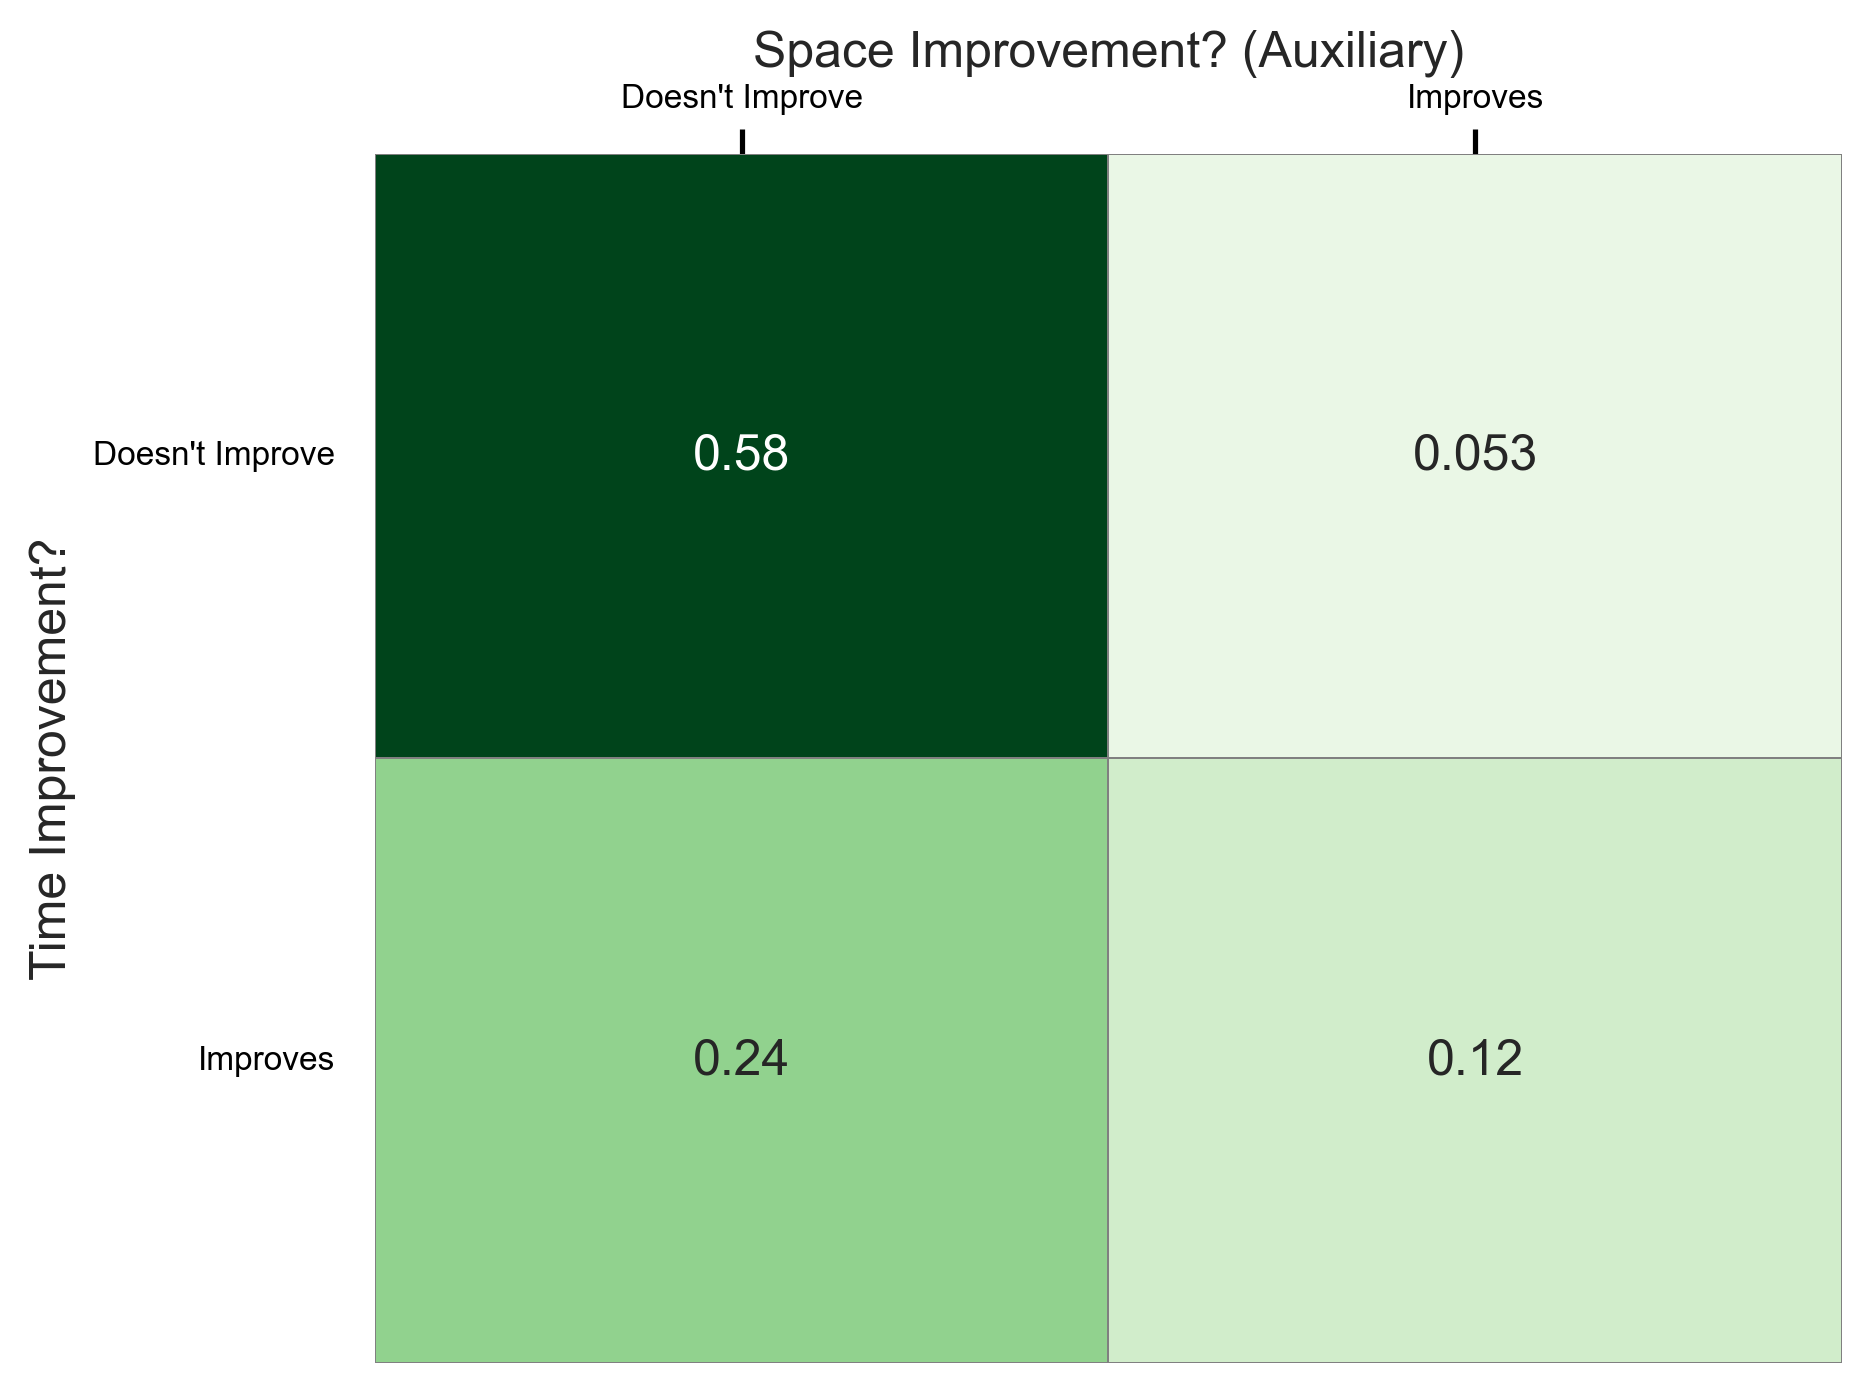 Space Improvement? (Auxiliary)
Doesn't Improve
Improves
Time Improvement?
Doesn't Improve
0.58
0.053
Improves
0.24
0.12